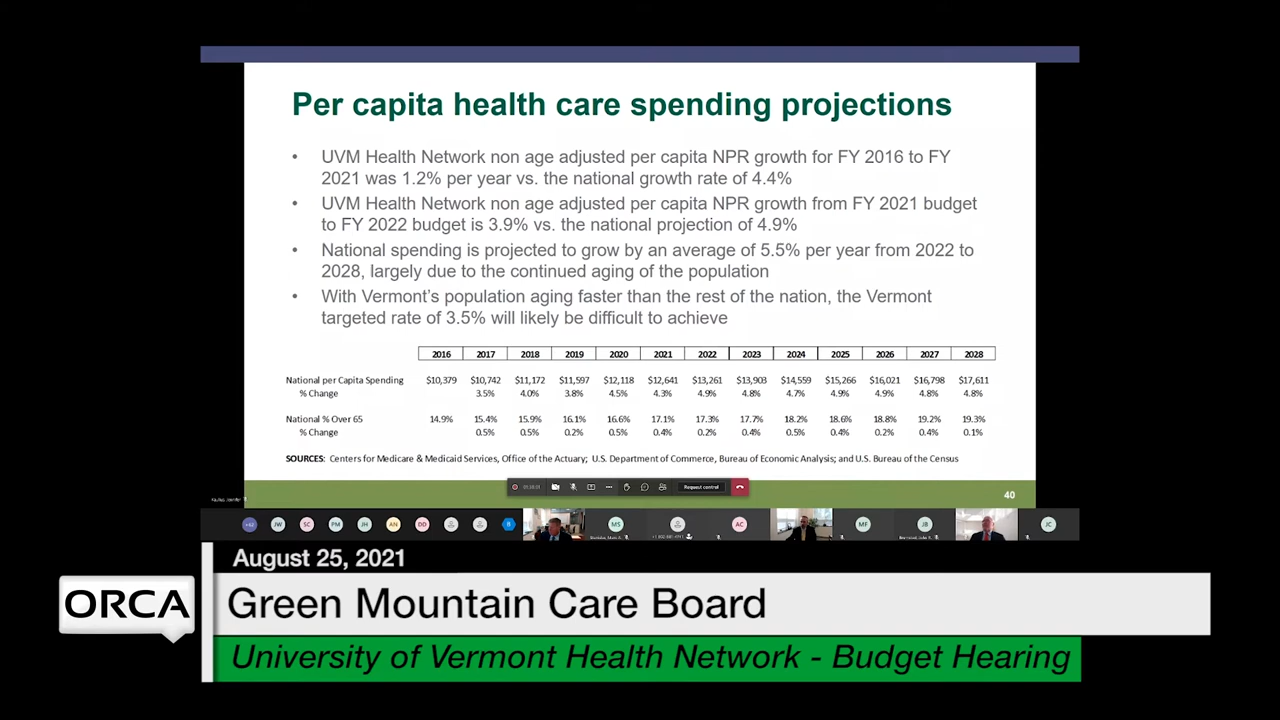 Per capita health care spending projections
• UVM Health Network non age adjusted per capita NPR growth for FY 2016 to FY
2021 was 1.2% per year vs. the national growth rate of 4.4%
• UVM Health Network non age adjusted per capita NPR growth from FY 2021 budget
to FY 2022 budget is 3.9% vs. the national projection of 4.9%
• National spending is projected to grow by an average of 5.5% per year from 2022 to
2028, largely due to the continued aging of the population
• With Vermont's population aging faster than the rest of the nation, the Vermont
targeted rate of 3.5% will likely be difficult to achieve
2016 2017 2018 2019 2020 2021 2022 2023 2024 2025 2026 2027 2028
National per Capita Spending $10,379 $10,742 $11,172 $11,597 $12,118 $12,641 $13,261 $13,903 $14,559 $15,266 $16,021 $16,798 $17,611
% Change 3.5% 4.0% 3.8% 4.5% 4.3% 4.9% 4.8% 4.7% 4.9% 4.9% 4.8% 4.8%
National % Over 65 14.9% 15.4% 15.9% 16.1% 16.6% 17.1% 17.3% 17.7% 18.2% 18.6% 18.8% 19.2% 19.3%
% Change 0.5% 0.5% 0.2% 0.5% 0.4% 0.2% 0.4% 0.5% 0.4% 0.2% 0.4% 0.1%
SOURCES: Centers for Medicare & Medicaid Services, Office of the Actuary; U.S. Department of Commerce, Bureau of Economic Analysis; and U.S. Bureau of the Census
Request control
40
JW SC PM JH AN DD B MS AC MF JB JC
August 25, 2021
ORCA
Green Mountain Care Board
University of Vermont Health Network - Budget Hearing